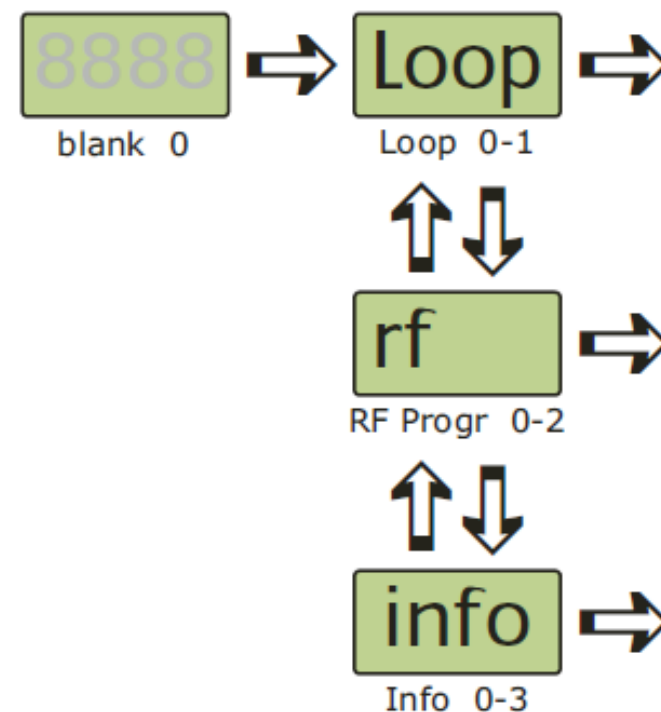 8888
Loop
blank 0
Loop 0-1
rf
RF Progr 0-2
info
Info 0-3